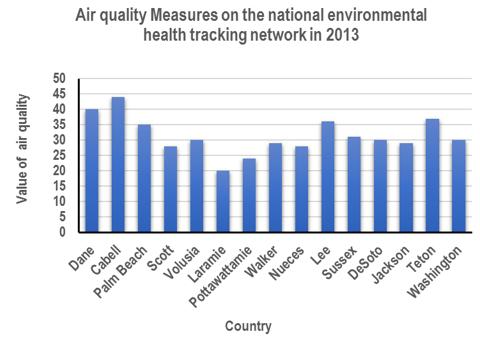 Air quality Measures on the national environmental
health tracking network in 2013
Value of air quality
50
45
40
35
30
25
20
15
10
5
0
Dane
Cabell
Palm Beach
Scott
Volusia
Laramie
Pottawattamie
Walker
Nueces
Lee
Sussex
DeSoto
Jackson
Teton
Washington
Country